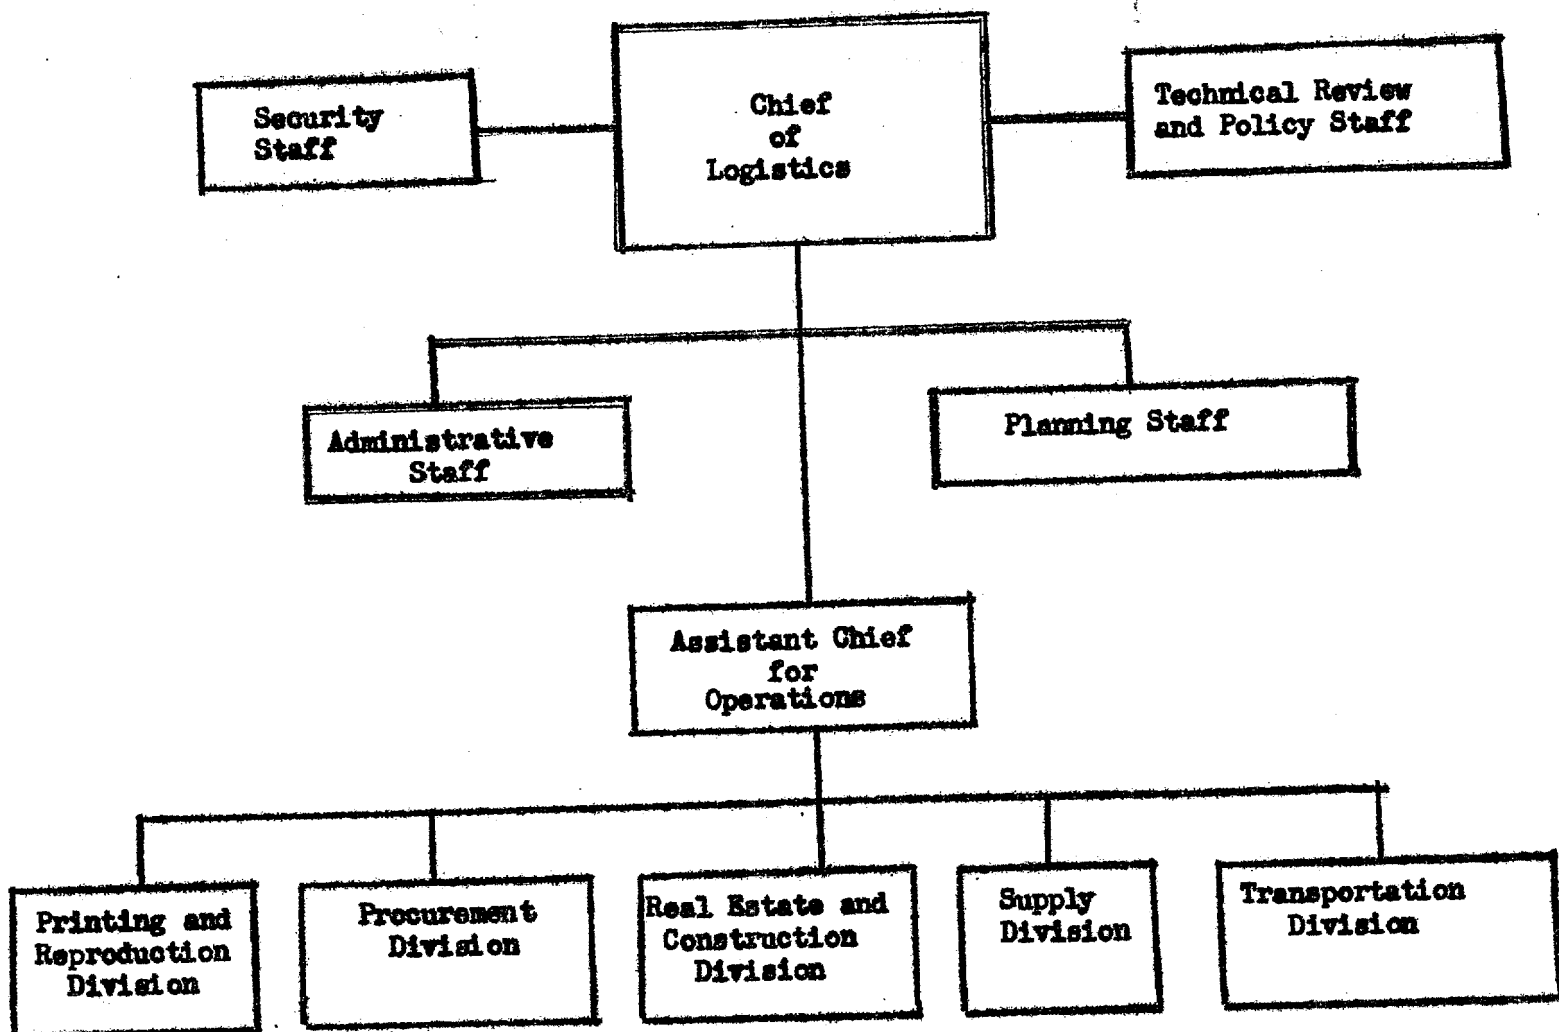 Security
Staff
Chief
of
Logistics
Technical Review
and Policy Staff
Administrative
Staff
Planning Staff
Assistant Chief
for
Operations
Printing and
Reproduction
Division
Procurement
Division
Real Estate and
Construction
Division
Supply
Division
Transportation
Division